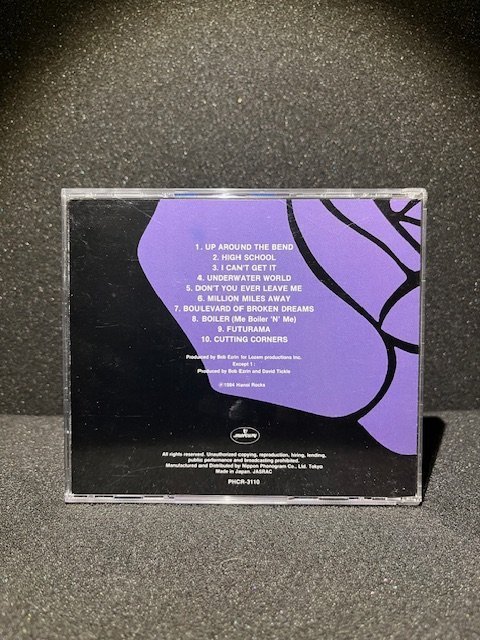 1. UP AROUND THE BEND
2. HIGH SCHOOL
3. I CAN'T GET IT
4. UNDERWATER WORLD
5. DON'T YOU EVER LEAVE ME
6. MILLION MILES AWAY
7. BOULEVARD OF BROKEN DREAMS
8. BOILER (Me Boiler 'N' Me)
9. FUTURAMA
10. CUTTING CORNERS
Produced by Bob Ezrin for Lozem productions Inc.
Except 1 :
Produced by Bob Ezrin and David Tickle
Ⓟ1984 Hanoi Rocks
mercury
All rights reserved. Unauthorized copying, reproduction, hiring, lending,
public performance and broadcasting prohibited.
Manufactured and Distributed by Nippon Phonogram Co., Ltd. Tokyo
Made in Japan. JASRAC
PHCR-3110